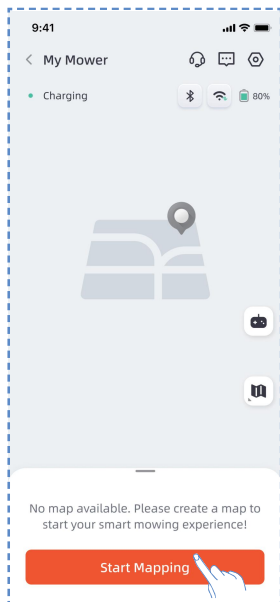 9:41
My Mower
Charging
80%
No map available. Please create a map to
start your smart mowing experience!
Start Mapping